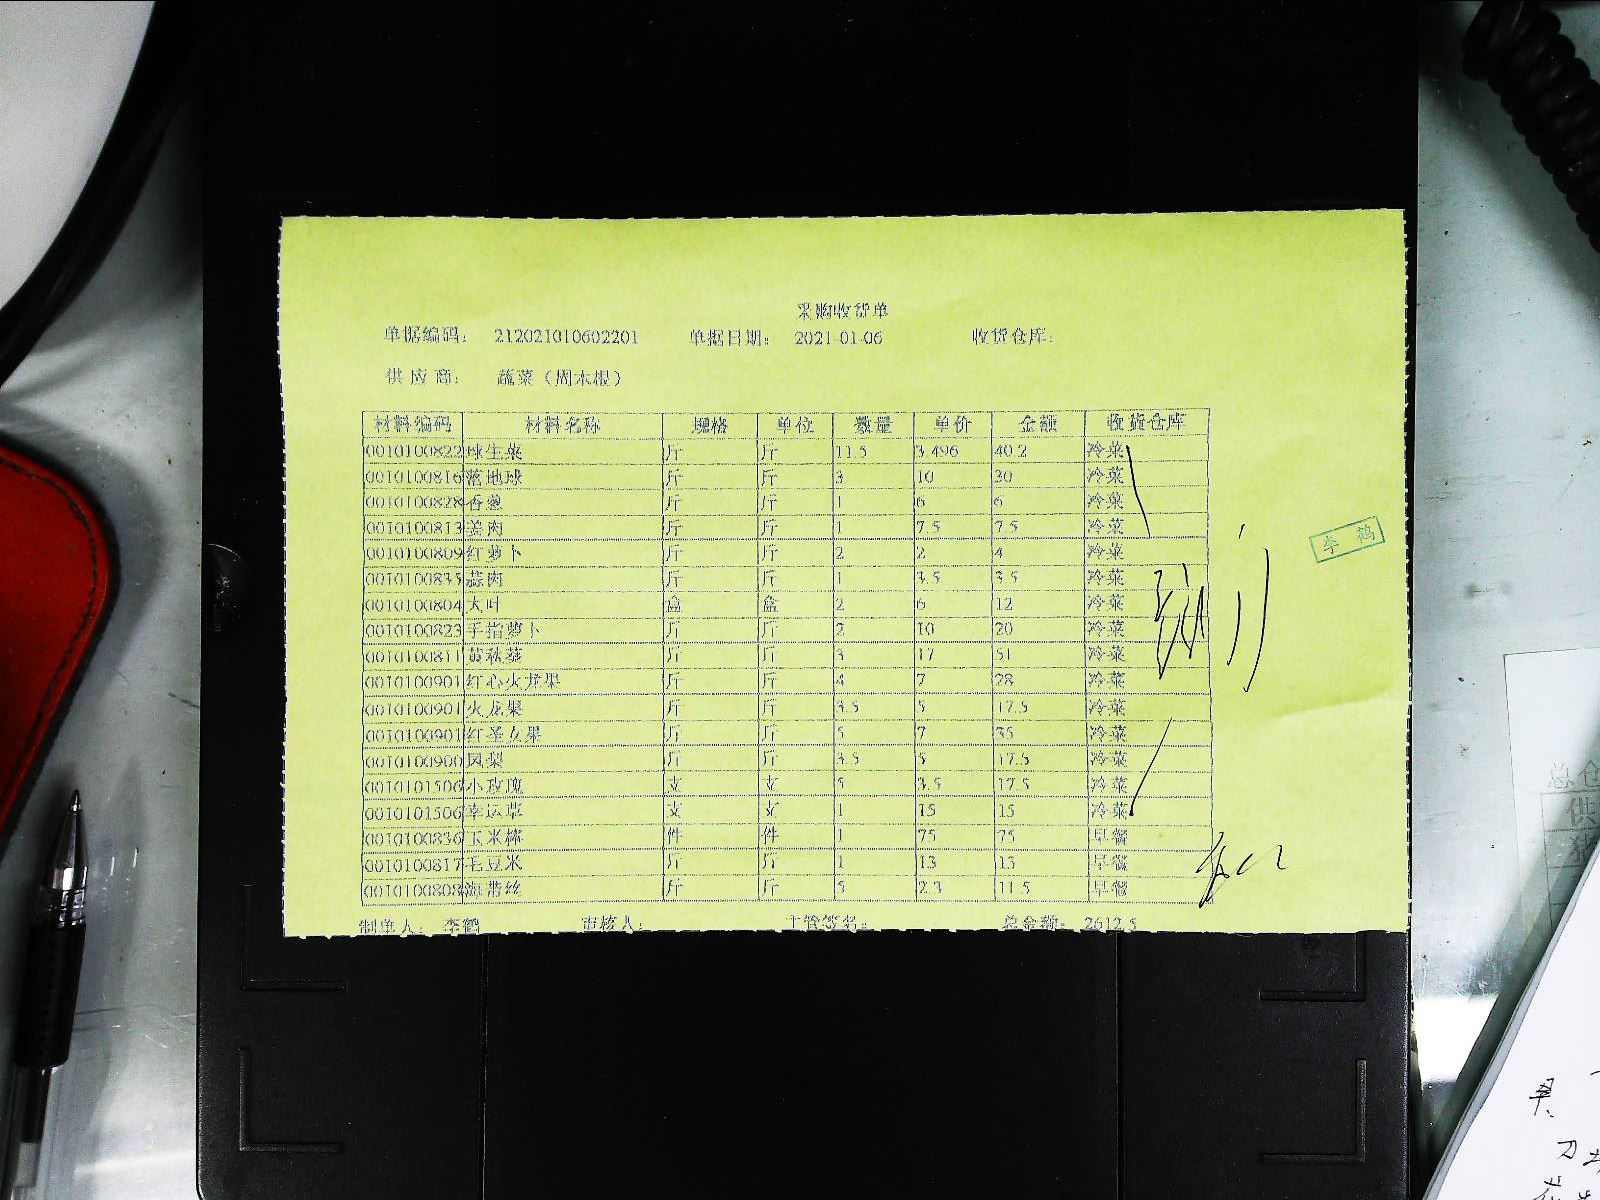 采购收货单
单据编码： 212021010602201 单据日期： 2021-01-06 收货仓库：
供应商： 蔬菜（周末根）
材料编码 材料名称 规格 单位 数量 单价 金额 收货仓库
0010100822 球生菜 斤 斤 11.5 3.496 40.2 冷菜
0010100816 落地球 斤 斤 3 10 30 冷菜
0010100828 香葱 斤 斤 1 6 6 冷菜
0010100813 姜肉 斤 斤 1 7.5 7.5 冷菜
0010100809 红萝卜 斤 斤 2 2 4 冷菜
0010100835 蒜肉 斤 斤 1 3.5 3.5 冷菜
0010100804 大叶 盒 盒 2 6 12 冷菜
0010100823 手指萝卜 斤 斤 2 10 20 冷菜
0010100811 黄秋葵 斤 斤 3 17 51 冷菜
0010100901 红心火龙果 斤 斤 4 7 28 冷菜
0010100901 火龙果 斤 斤 3.5 5 17.5 冷菜
0010100901 红圣女果 斤 斤 5 7 35 冷菜
0010100900 凤梨 斤 斤 3.5 5 17.5 冷菜
0010101506 小玫瑰 支 支 5 3.5 17.5 冷菜
0010101506 幸运草 支 支 1 15 15 冷菜
0010100836 玉米棒 件 件 1 75 75 早餐
0010100817 毛豆米 斤 斤 1 13 13 早餐
0010100808 海带丝 斤 斤 5 2.3 11.5 早餐
制单人： 李鹤 审核人： 主管签名： 总金额： 2612.5
李鹤